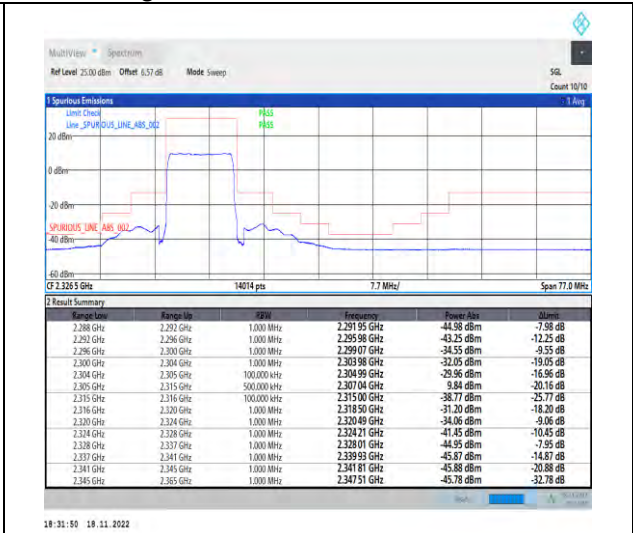 MultiView Spectrum
Ref Level 25.00 dBm Offset 6.57 dB Mode Sweep SGL
Count 10/10
1 Spurious Emissions 1 Avg
Limit Check PASS
Line _SPURIOUS_LINE_ABS_002 PASS
20 dBm
0 dBm
-20 dBm
SPURIOUS_LINE_ABS_002
-40 dBm
-60 dBm
CF 2.326 5 GHz 14014 pts 7.7 MHz/ Span 77.0 MHz
2 Result Summary
Range Low Range Up RBW Frequency Power Abs ΔLimit
2.288 GHz 2.292 GHz 1.000 MHz 2.291 95 GHz -44.98 dBm -7.98 dB
2.292 GHz 2.296 GHz 1.000 MHz 2.295 98 GHz -43.25 dBm -12.25 dB
2.296 GHz 2.300 GHz 1.000 MHz 2.299 07 GHz -34.55 dBm -9.55 dB
2.300 GHz 2.304 GHz 1.000 MHz 2.303 98 GHz -32.05 dBm -19.05 dB
2.304 GHz 2.305 GHz 100.000 kHz 2.304 99 GHz -29.96 dBm -16.96 dB
2.305 GHz 2.315 GHz 500.000 kHz 2.307 04 GHz 9.84 dBm -20.16 dB
2.315 GHz 2.316 GHz 100.000 kHz 2.315 00 GHz -38.77 dBm -25.77 dB
2.316 GHz 2.320 GHz 1.000 MHz 2.318 50 GHz -31.20 dBm -18.20 dB
2.320 GHz 2.324 GHz 1.000 MHz 2.320 49 GHz -34.06 dBm -9.06 dB
2.324 GHz 2.328 GHz 1.000 MHz 2.324 21 GHz -41.45 dBm -10.45 dB
2.328 GHz 2.337 GHz 1.000 MHz 2.328 01 GHz -44.95 dBm -7.95 dB
2.337 GHz 2.341 GHz 1.000 MHz 2.339 93 GHz -45.87 dBm -14.87 dB
2.341 GHz 2.345 GHz 1.000 MHz 2.341 81 GHz -45.88 dBm -20.88 dB
2.345 GHz 2.365 GHz 1.000 MHz 2.347 51 GHz -45.78 dBm -32.78 dB
18:31:50 18.11.2022